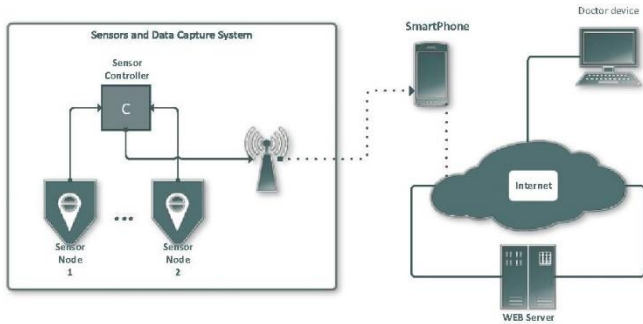 Sensors and Data Capture System
Sensor
Controller
C
Sensor
Node
1
...
Sensor
Node
2
SmartPhone
Doctor device
Internet
WEB Server